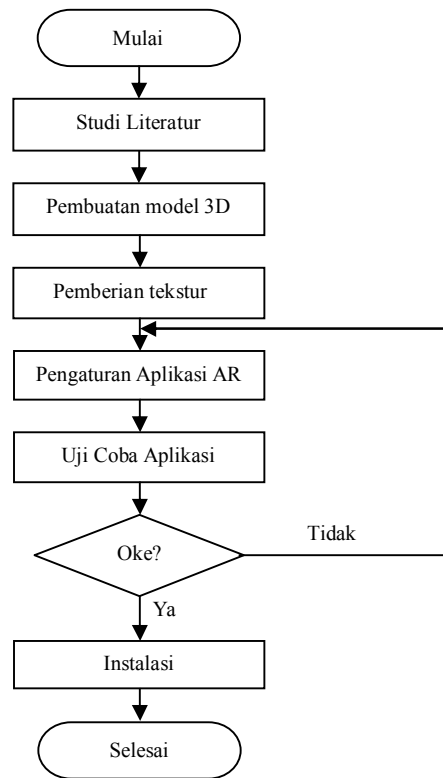 Mulai
Studi Literatur
Pembuatan model 3D
Pemberian tekstur
Pengaturan Aplikasi AR
Uji Coba Aplikasi
Oke?
Tidak
Ya
Instalasi
Selesai